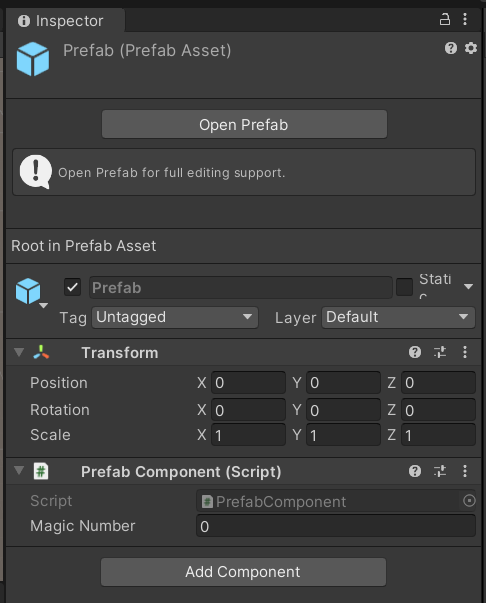 Inspector
Prefab (Prefab Asset)
Open Prefab
Open Prefab for full editing support.
Root in Prefab Asset
Prefab Static
Tag Untagged Layer Default
Transform
Position X 0 Y 0 Z 0
Rotation X 0 Y 0 Z 0
Scale X 1 Y 1 Z 1
# Prefab Component (Script)
Script # PrefabComponent
Magic Number 0
Add Component